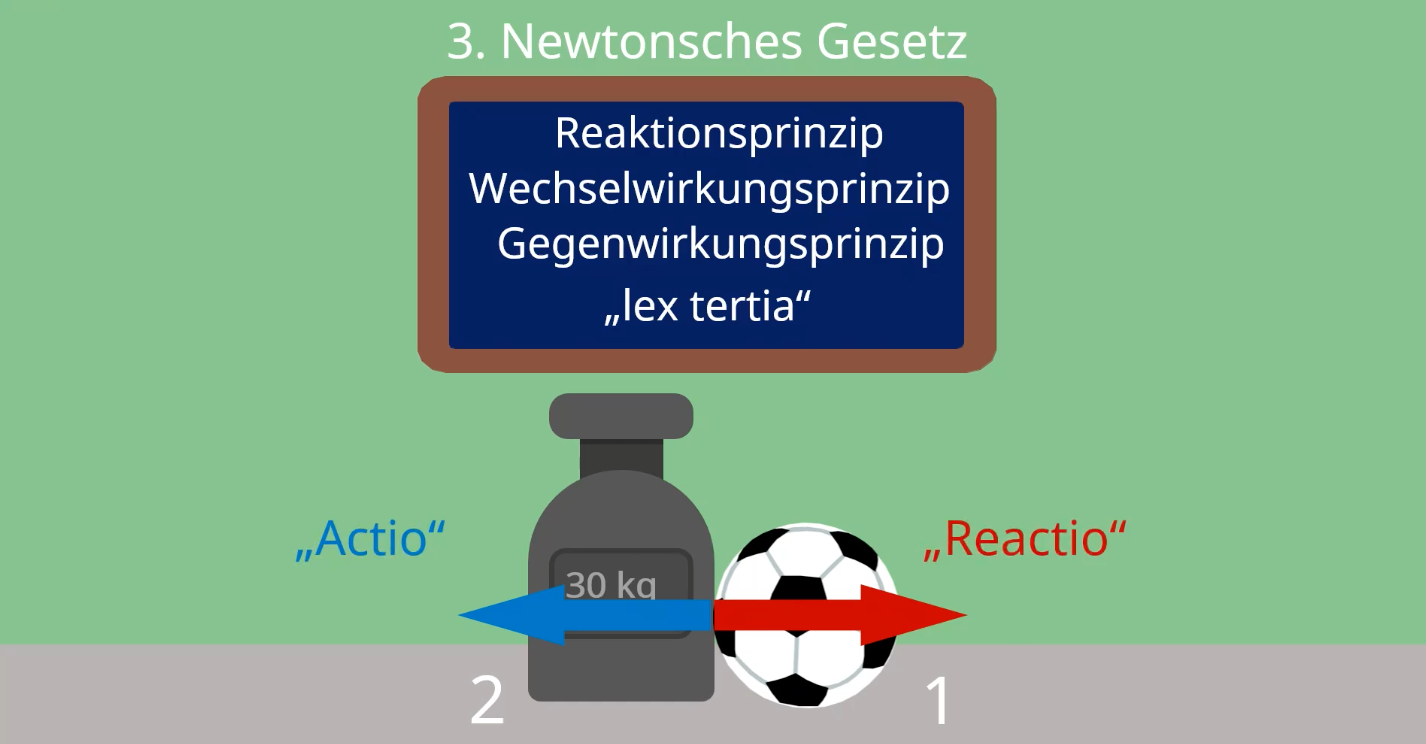 3. Newtonsches Gesetz
Reaktionsprinzip
Wechselwirkungsprinzip
Gegenwirkungsprinzip
„lex tertia“
„Actio“
„Reactio“
30 kg
2
1